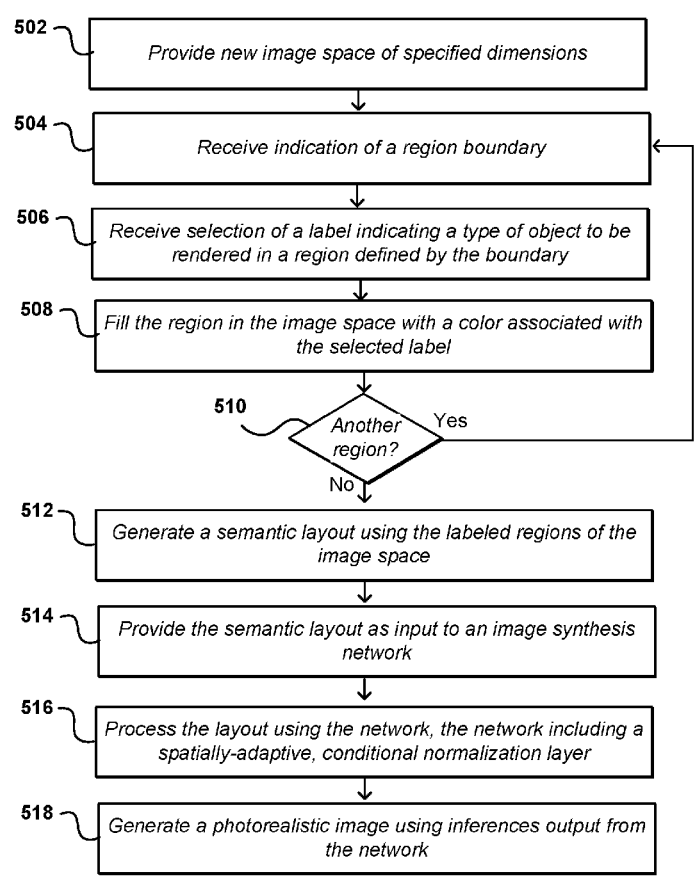 502
Provide new image space of specified dimensions
504
Receive indication of a region boundary
506
Receive selection of a label indicating a type of object to be
rendered in a region defined by the boundary
508
Fill the region in the image space with a color associated with
the selected label
510
Another
region?
Yes
No
512
Generate a semantic layout using the labeled regions of the
image space
514
Provide the semantic layout as input to an image synthesis
network
516
Process the layout using the network, the network including a
spatially-adaptive, conditional normalization layer
518
Generate a photorealistic image using inferences output from
the network